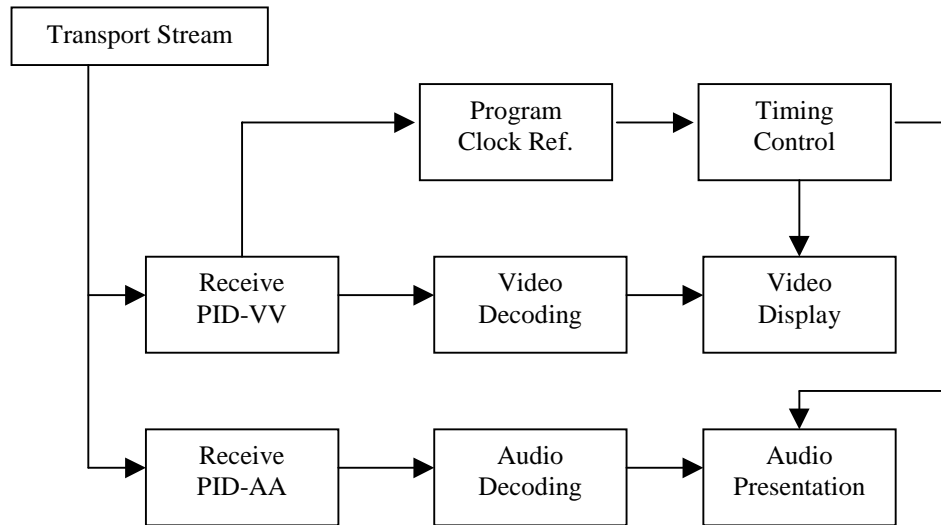 Transport Stream
Program
Clock Ref.
Timing
Control
Receive
PID-VV
Video
Decoding
Video
Display
Receive
PID-AA
Audio
Decoding
Audio
Presentation